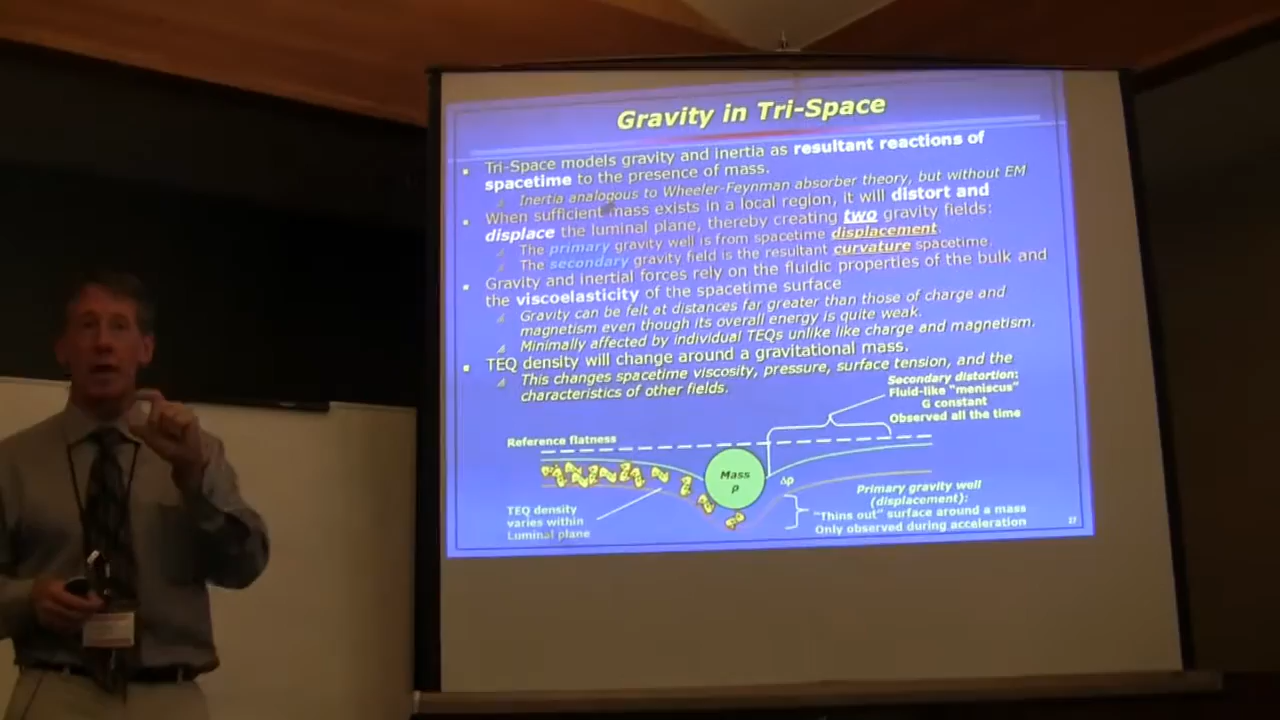 Gravity in Tri-Space
Tri-Space models gravity and inertia as resultant reactions of
spacetime to the presence of mass.
Inertia analogous to Wheeler-Feynman absorber theory, but without EM
When sufficient mass exists in a local region, it will distort and
displace the luminal plane, thereby creating two gravity fields:
The primary gravity well is from spacetime displacement.
The secondary gravity field is the resultant curvature spacetime.
Gravity and inertial forces rely on the fluidic properties of the bulk and
the viscoelasticity of the spacetime surface
Gravity can be felt at distances far greater than those of charge and
magnetism even though its overall energy is quite weak.
Minimally affected by individual TEQs unlike like charge and magnetism.
TEQ density will change around a gravitational mass.
This changes spacetime viscosity, pressure, surface tension, and the
characteristics of other fields.
Secondary distortion:
Fluid-like "meniscus"
G constant
Observed all the time
Reference flatness
Mass
ρ
Δρ
TEQ density
varies within
Luminal plane
Primary gravity well
(displacement):
"Thins out" surface around a mass
Only observed during acceleration